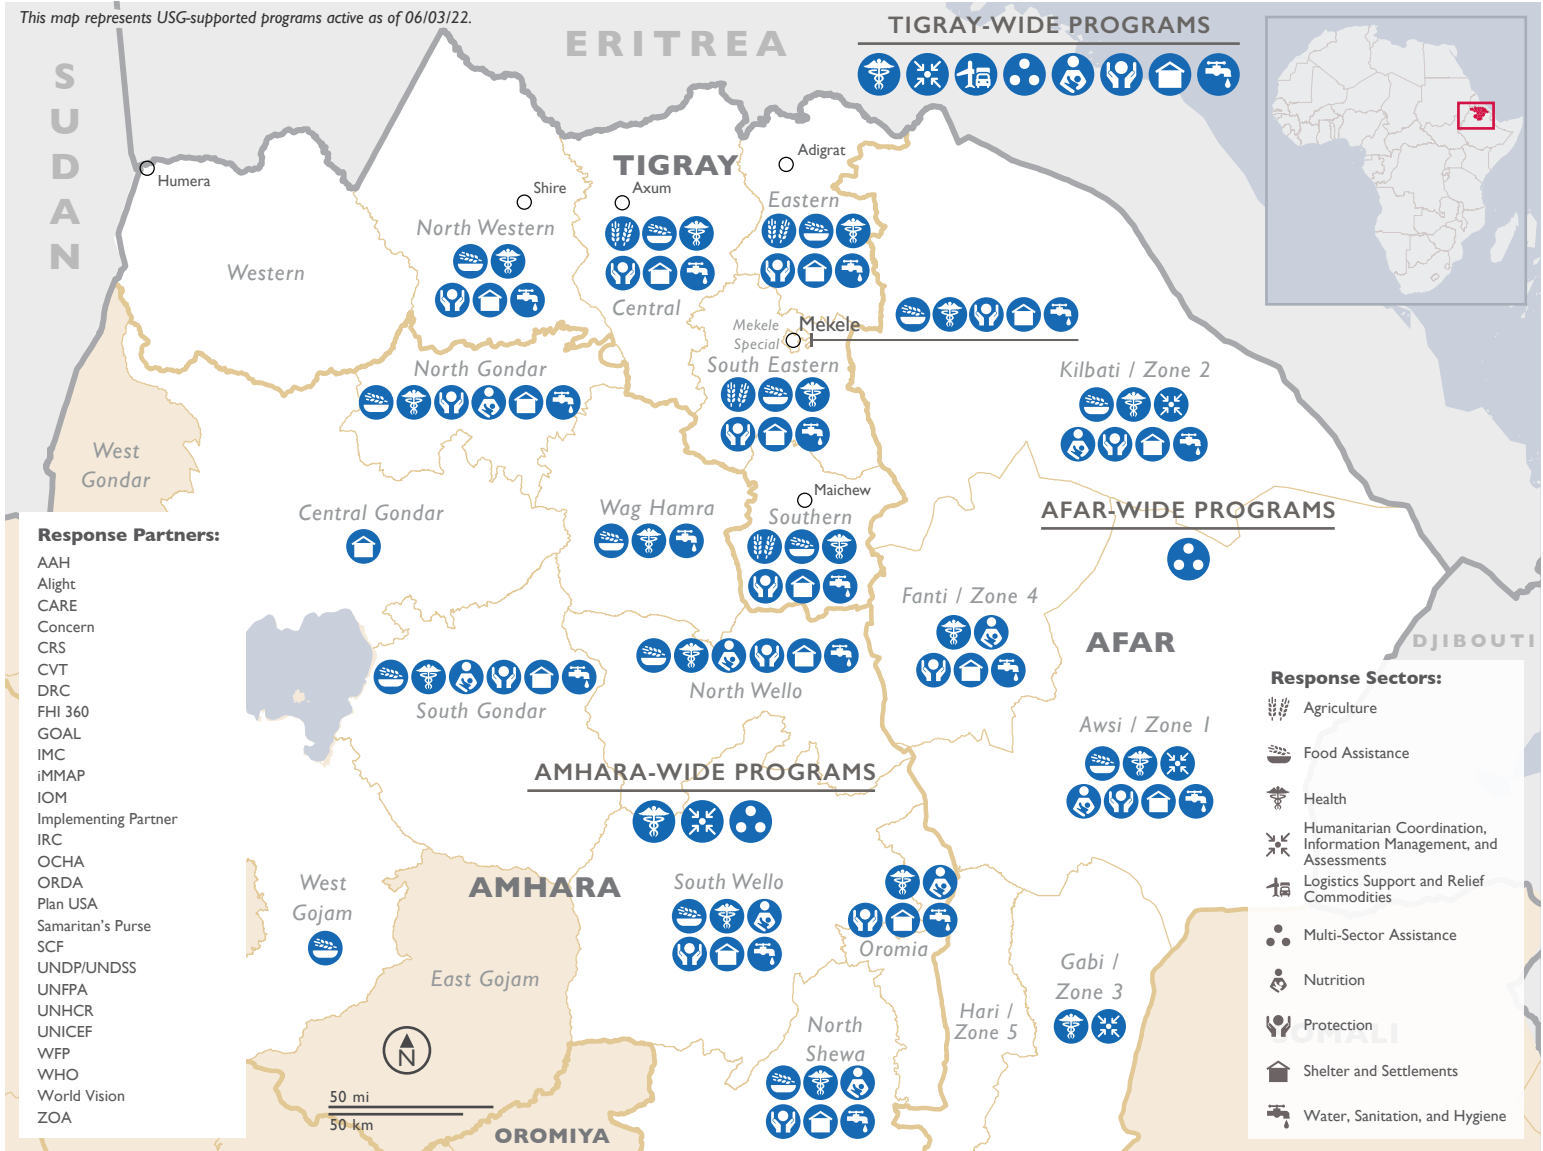 This map represents USG-supported programs active as of 06/03/22.
TIGRAY-WIDE PROGRAMS
ERITREA
SUDAN
Humera
Shire
TIGRAY
Axum
Adigrat
Eastern
North Western
Western
Central
Mekele
Special
Mekele
South Eastern
North Gondar
Kilbati / Zone 2
West
Gondar
Central Gondar
Wag Hamra
Maichew
Southern
AFAR-WIDE PROGRAMS
Fanti / Zone 4
AFAR
DJIBOUTI
South Gondar
North Wello
Awsi / Zone 1
AMHARA-WIDE PROGRAMS
AMHARA
South Wello
West
Gojam
East Gojam
Oromia
Gabi /
Zone 3
Hari /
Zone 5
North
Shewa
SOMALI
N
50 mi
50 km
OROMIYA
Response Partners:
AAH
Alight
CARE
Concern
CRS
CVT
DRC
FHI 360
GOAL
IMC
iMMAP
IOM
Implementing Partner
IRC
OCHA
ORDA
Plan USA
Samaritan's Purse
SCF
UNDP/UNDSS
UNFPA
UNHCR
UNICEF
WFP
WHO
World Vision
ZOA
Response Sectors:
Agriculture
Food Assistance
Health
Humanitarian Coordination,
Information Management, and
Assessments
Logistics Support and Relief
Commodities
Multi-Sector Assistance
Nutrition
Protection
Shelter and Settlements
Water, Sanitation, and Hygiene